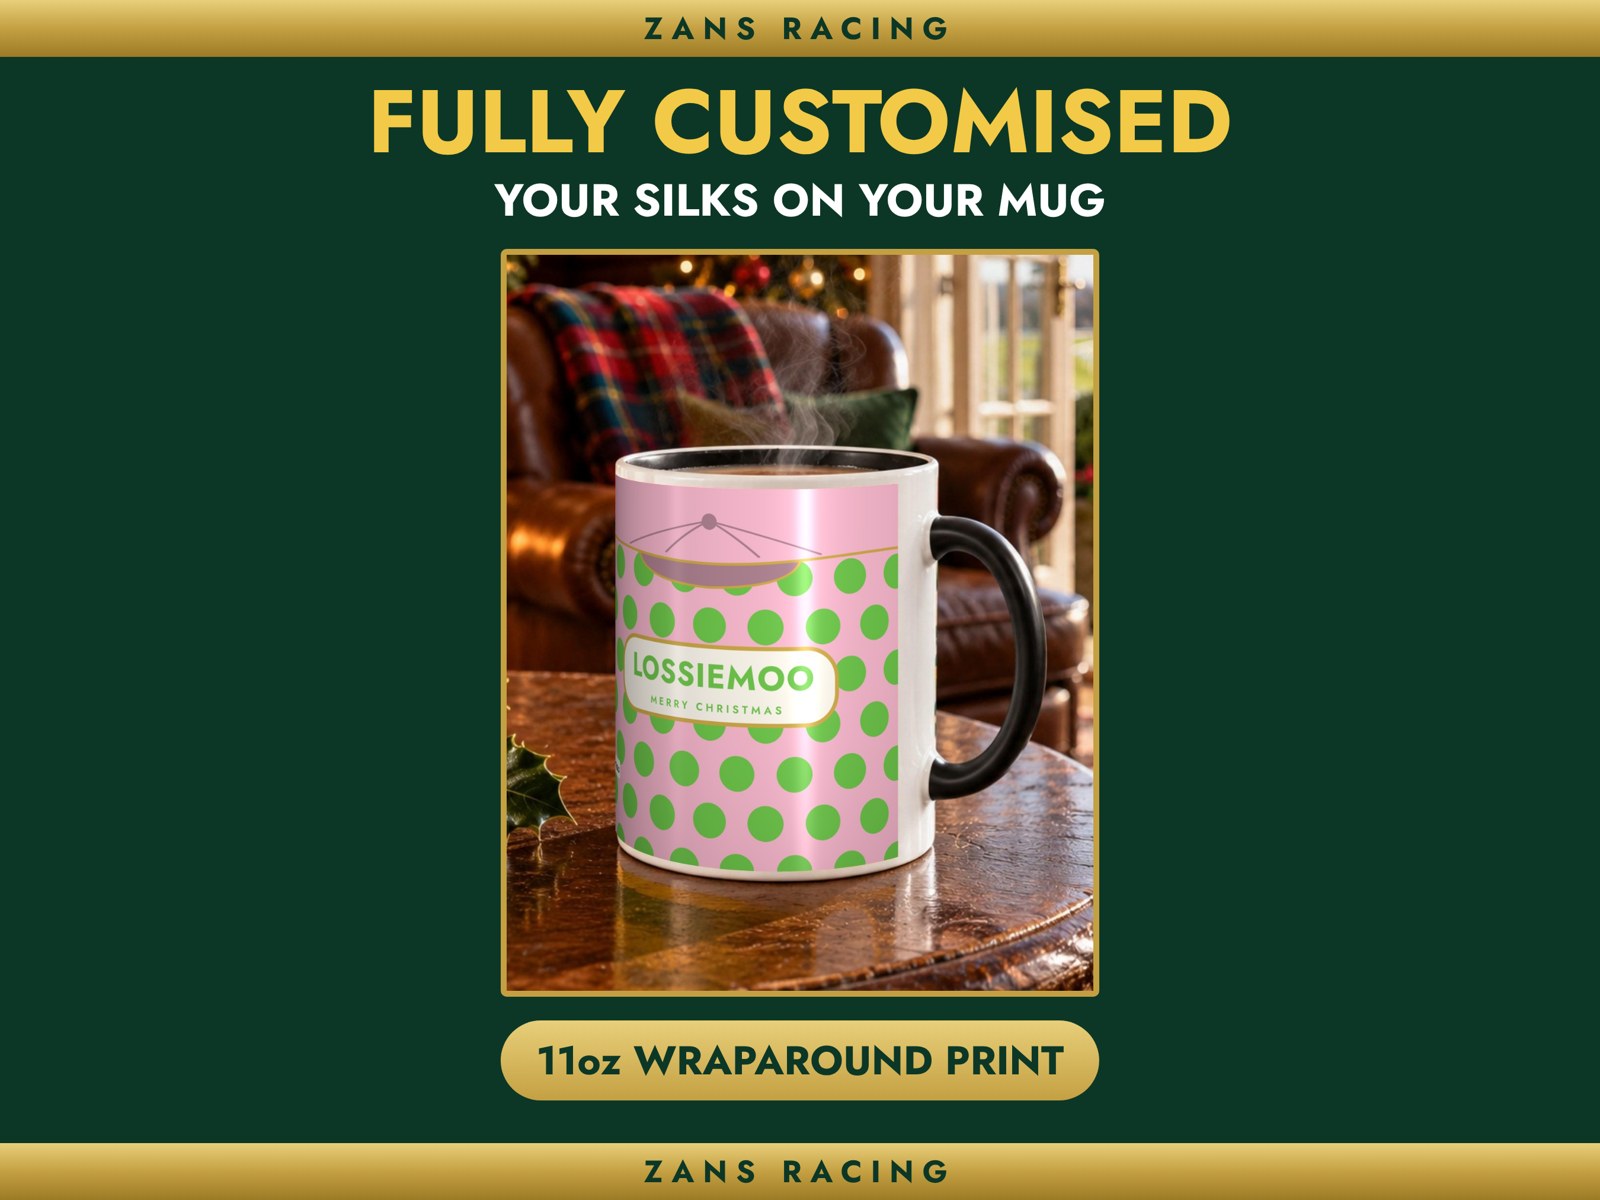 ZANS RACING
FULLY CUSTOMISED
YOUR SILKS ON YOUR MUG
LOSSIEMOO
MERRY CHRISTMAS
11oz WRAPAROUND PRINT
ZANS RACING